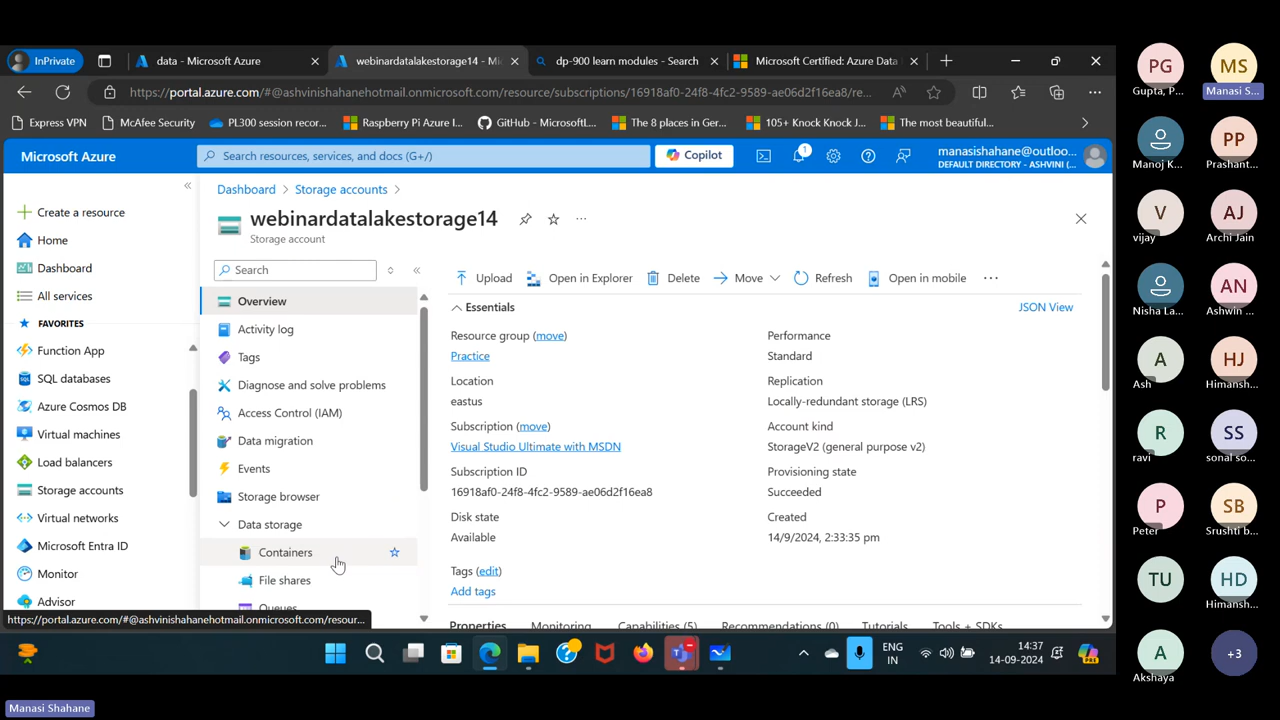 InPrivate
data - Microsoft Azure
webinardatalakestorage14 - Mi
dp-900 learn modules - Search
Microsoft Certified: Azure Data
https://portal.azure.com/#@ashvinishahanehotmail.onmicrosoft.com/resource/subscriptions/16918af0-24f8-4fc2-9589-ae06d2f16ea8/re...
Express VPN
McAfee Security
PL300 session recor...
Raspberry Pi Azure I...
GitHub - MicrosoftL...
The 8 places in Ger...
105+ Knock Knock J...
The most beautiful...
Microsoft Azure
Search resources, services, and docs (G+/)
Copilot
1
manasishahane@outloo...
DEFAULT DIRECTORY - ASHVINI (...
Create a resource
Home
Dashboard
All services
FAVORITES
Function App
SQL databases
Azure Cosmos DB
Virtual machines
Load balancers
Storage accounts
Virtual networks
Microsoft Entra ID
Monitor
Advisor
Dashboard > Storage accounts >
webinardatalakestorage14
Storage account
Search
Overview
Activity log
Tags
Diagnose and solve problems
Access Control (IAM)
Data migration
Events
Storage browser
Data storage
Containers
File shares
Queues
Upload
Open in Explorer
Delete
Move
Refresh
Open in mobile
Essentials
JSON View
Resource group (move)
Practice
Location
eastus
Subscription (move)
Visual Studio Ultimate with MSDN
Subscription ID
16918af0-24f8-4fc2-9589-ae06d2f16ea8
Disk state
Available
Tags (edit)
Add tags
Performance
Standard
Replication
Locally-redundant storage (LRS)
Account kind
StorageV2 (general purpose v2)
Provisioning state
Succeeded
Created
14/9/2024, 2:33:35 pm
Properties
Monitoring
Capabilities (5)
Recommendations (0)
Tutorials
Tools + SDKs
https://portal.azure.com/#@ashvinishahanehotmail.onmicrosoft.com/resour...
ENG
IN
14:37
14-09-2024
PRE
Manasi Shahane
PG
Gupta, P...
MS
Manasi S...
Manoj K...
PP
Prashant...
V
vijay
AJ
Archi Jain
Nisha La...
AN
Ashwin ...
A
Ash
HJ
Himansh...
R
ravi
SS
sonal so...
P
Peter
SB
Srushti b...
TU
HD
Himansh...
A
Akshaya
+3